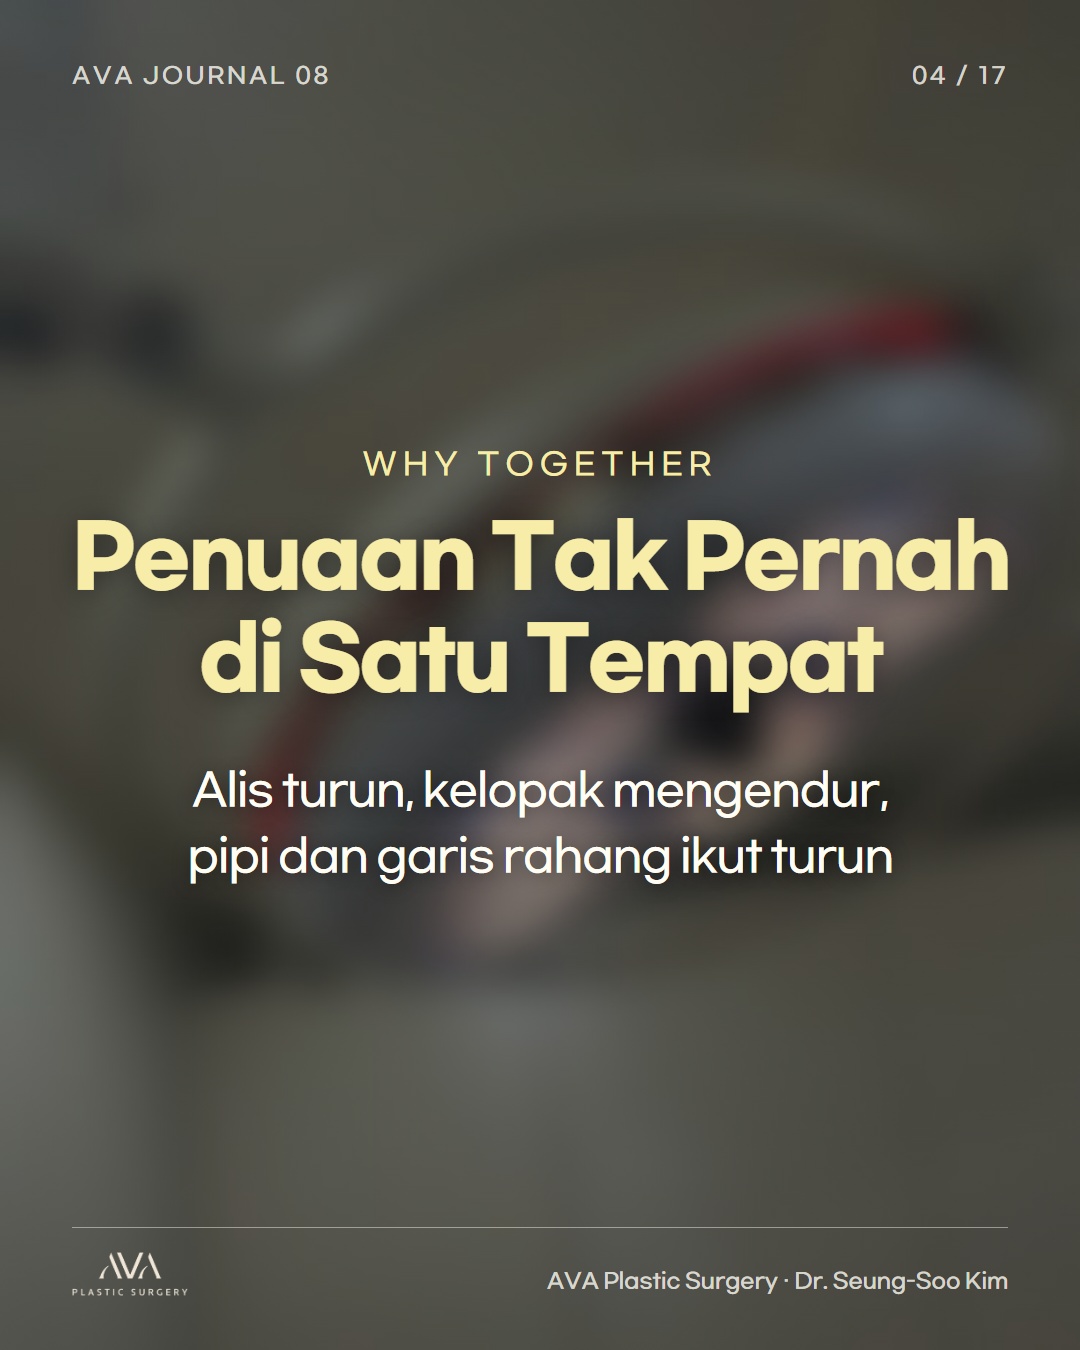 AVA JOURNAL 08
04 / 17
WHY TOGETHER
Penuaan Tak Pernah
di Satu Tempat
Alis turun, kelopak mengendur,
pipi dan garis rahang ikut turun
AVA
PLASTIC SURGERY
AVA Plastic Surgery · Dr. Seung-Soo Kim